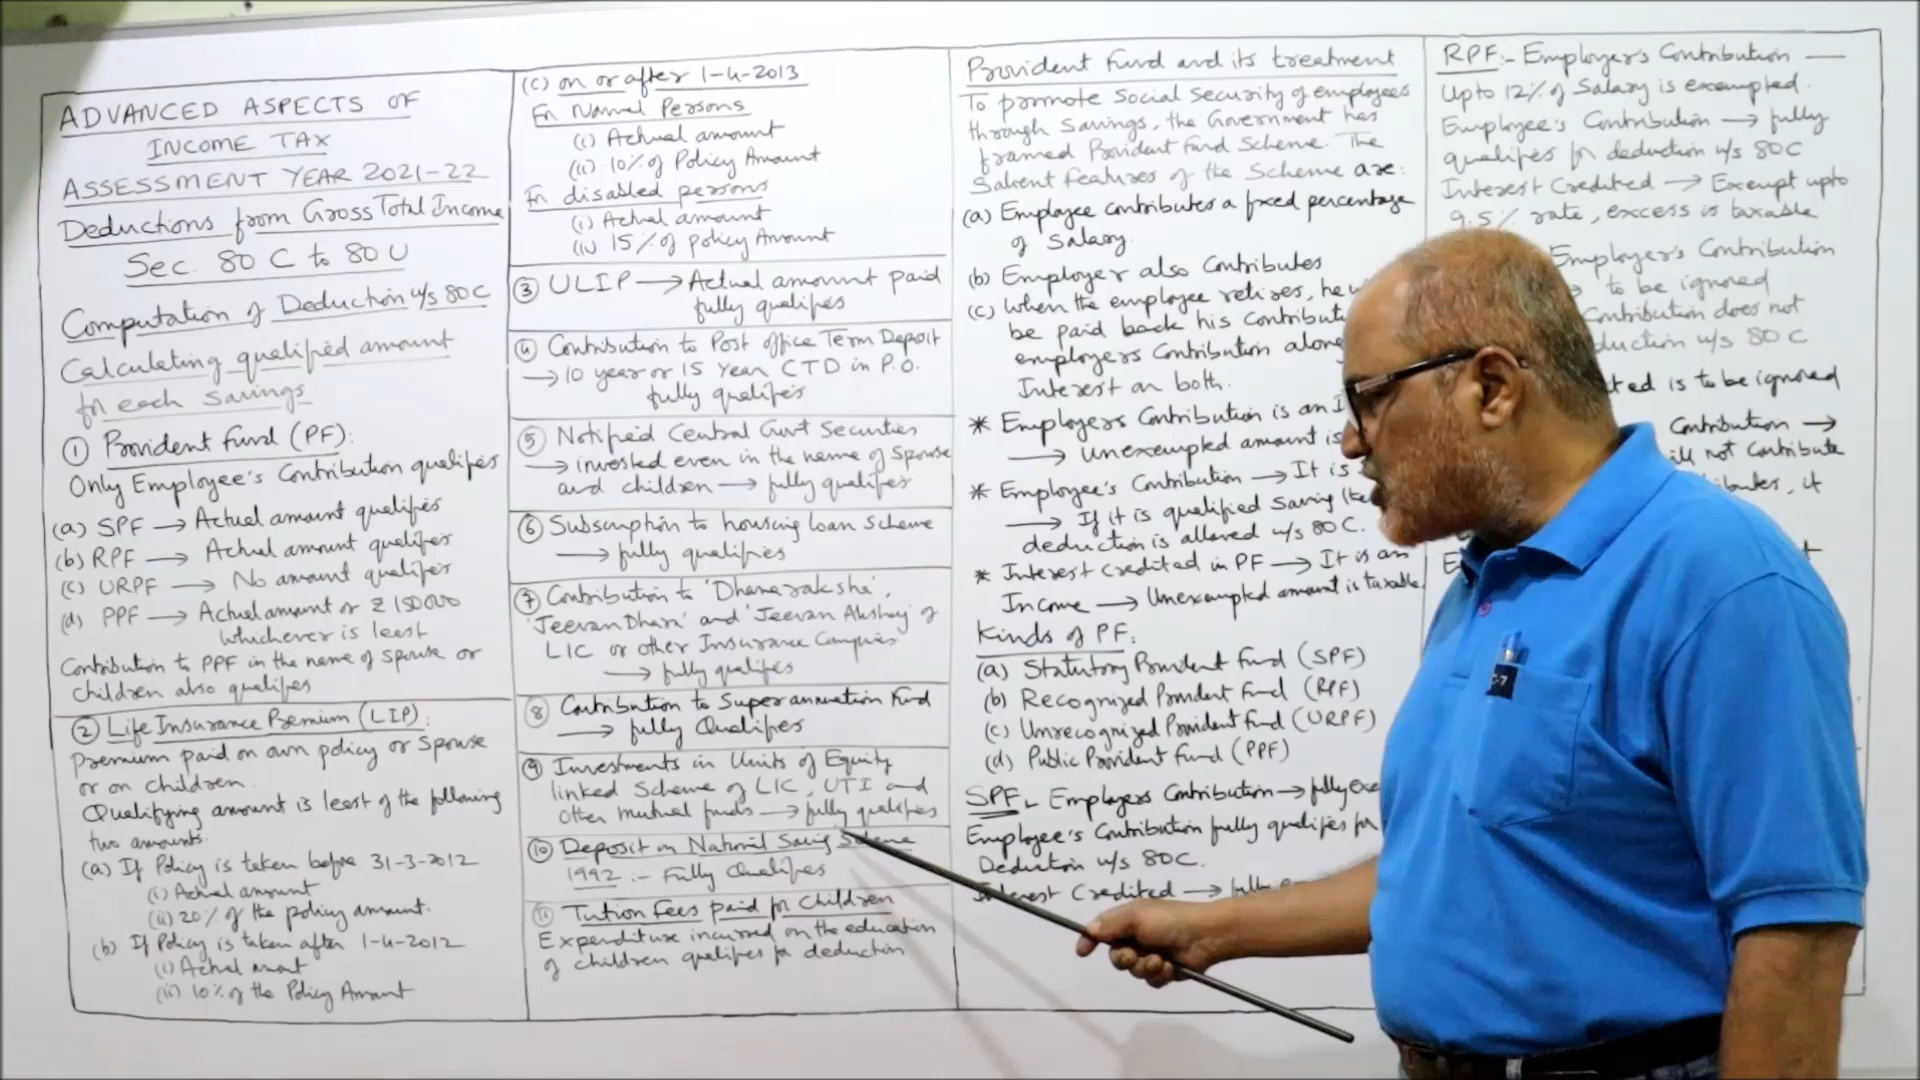 ADVANCED ASPECTS OF
INCOME TAX
ASSESSMENT YEAR 2021-22
Deductions from Gross Total Income
Sec. 80 C to 80 U
Computation of Deduction u/s 80C
Calculating qualified amount
for each savings
① Provident Fund (PF):
Only Employee's Contribution qualifies
(a) SPF → Actual amount qualifies
(b) RPF → Actual amount qualifies
(c) URPF → No amount qualifies
(d) PPF → Actual amount or ₹ 150000
whichever is least
Contribution to PPF in the name of spouse or
children also qualifies
② Life Insurance Premium (LIP):
Premium paid on own policy or spouse
or on children.
Qualifying amount is least of the following
two amounts:
(a) If Policy is taken before 31-3-2012
(i) Actual amount
(ii) 20% of the policy amount.
(b) If Policy is taken after 1-4-2012
(i) Actual
(ii) 10% of the Policy Amount
(c) on or after 1-4-2013
For Normal Persons
(i) Actual amount
(ii) 10% of Policy Amount
For disabled persons
(i) Actual amount
(ii) 15% of policy Amount
③ ULIP → Actual amount paid
fully qualifies
④ Contribution to Post office Term Deposit
→ 10 year or 15 Year CTD in P.O.
fully qualifies
⑤ Notified Central Govt Securities
→ invested even in the name of Spouse
and children → fully qualifies
⑥ Subscription to housing loan Scheme
→ fully qualifies
⑦ Contribution to 'Dhanaraksha',
'Jeevan Dhara' and 'Jeevan Akshay' of
LIC or other Insurance Companies
→ fully qualifies
⑧ Contribution to Superannuation Fund
→ fully Qualifies
⑨ Investments in Units of Equity
linked Scheme of LIC, UTI and
other mutual funds → fully qualifies
⑩ Deposit in National Saving Scheme
1992 :- Fully Qualifies
⑪ Tution Fees paid for Children
Expenditure incurred on the education
of children qualifies for deduction
Provident Fund and its treatment
To promote Social Security of employees
through Savings, the Government has
framed Provident Fund Scheme. The
Salient features of the Scheme are:
(a) Employee contributes a fixed percentage
of Salary.
(b) Employer also Contributes
(c) When the employee retires, he
be paid back his
employers Contribution
Interest on both.
* Employers Contribution is an
→ Unexempted amount is
* Employee's Contribution → It is
→ If it is qualified Saving
deduction is allowed u/s 80C.
* Interest credited in PF → It is an
Income → Unexempted amount is taxable.
Kinds of PF:
(a) Statutory Provident Fund (SPF)
(b) Recognized Provident Fund (RPF)
(c) Unrecognized Provident Fund (URPF)
(d) Public Provident Fund (PPF)
SPF - Employers Contribution → fully
Employee's Contribution fully qualifies for
Deduction u/s 80C.
Interest Credited → fully
RPF:- Employer's Contribution —
Upto 12% of Salary is exempted.
Employee's Contribution → fully
qualifies for deduction u/s 80C
Interest Credited → Exempt upto
9.5% rate, excess is taxable
Employer's Contribution
→ to be ignored
Contribution does not
u/s 80C
is to be ignored
Contribution →
will not Contribute
it